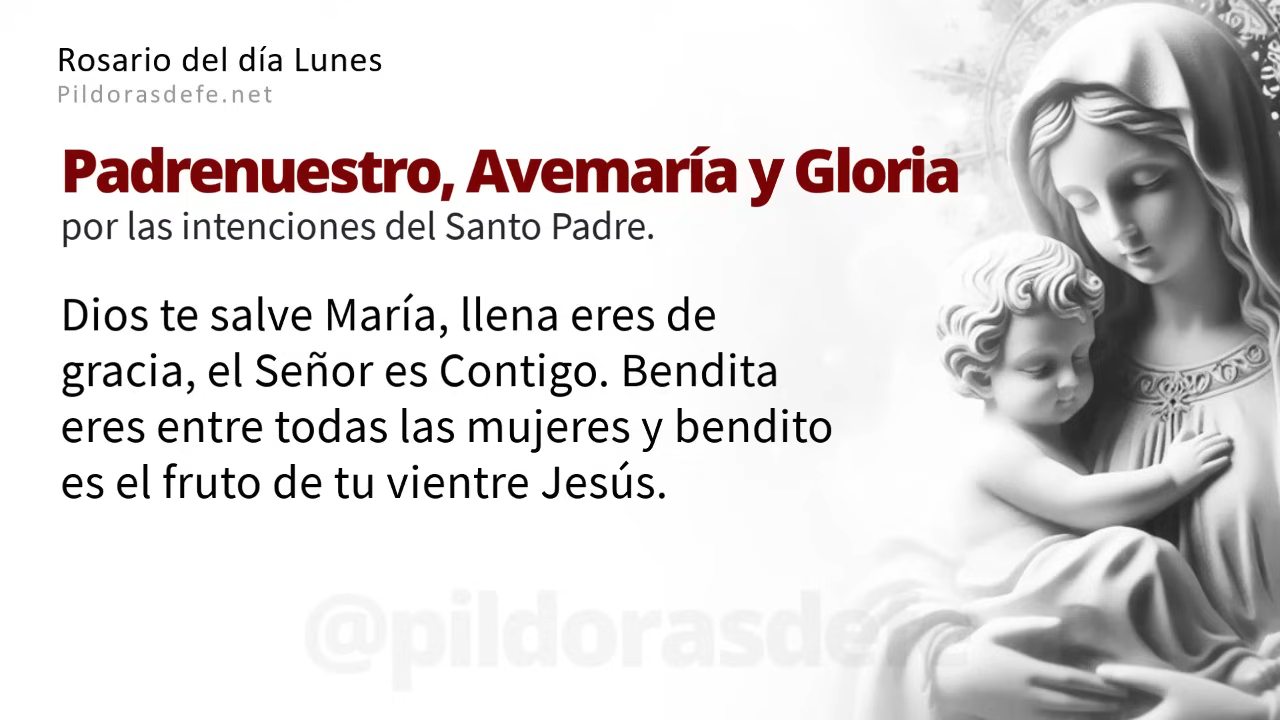 Rosario del día Lunes
Pildorasdefe.net
Padrenuestro, Avemaría y Gloria
por las intenciones del Santo Padre.
Dios te salve María, llena eres de
gracia, el Señor es Contigo. Bendita
eres entre todas las mujeres y bendito
es el fruto de tu vientre Jesús.
@pildorasdefe